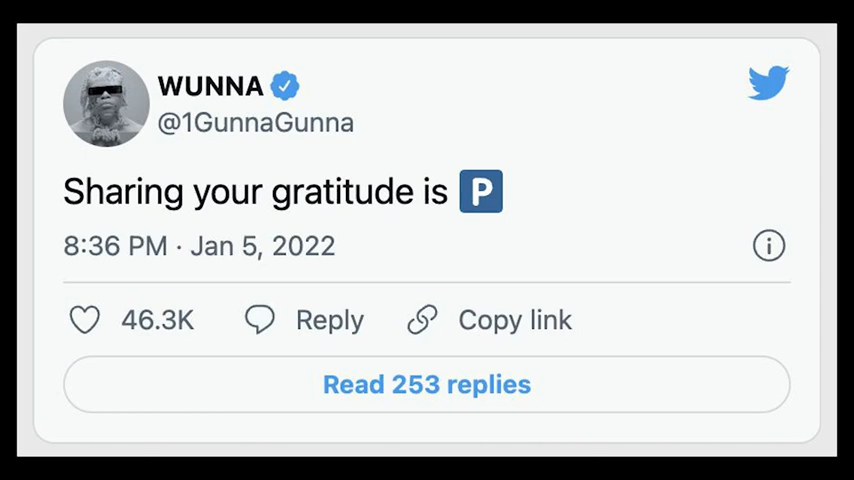 WUNNA
@1GunnaGunna
Sharing your gratitude is 🅿️
8:36 PM · Jan 5, 2022
46.3K Reply Copy link
Read 253 replies